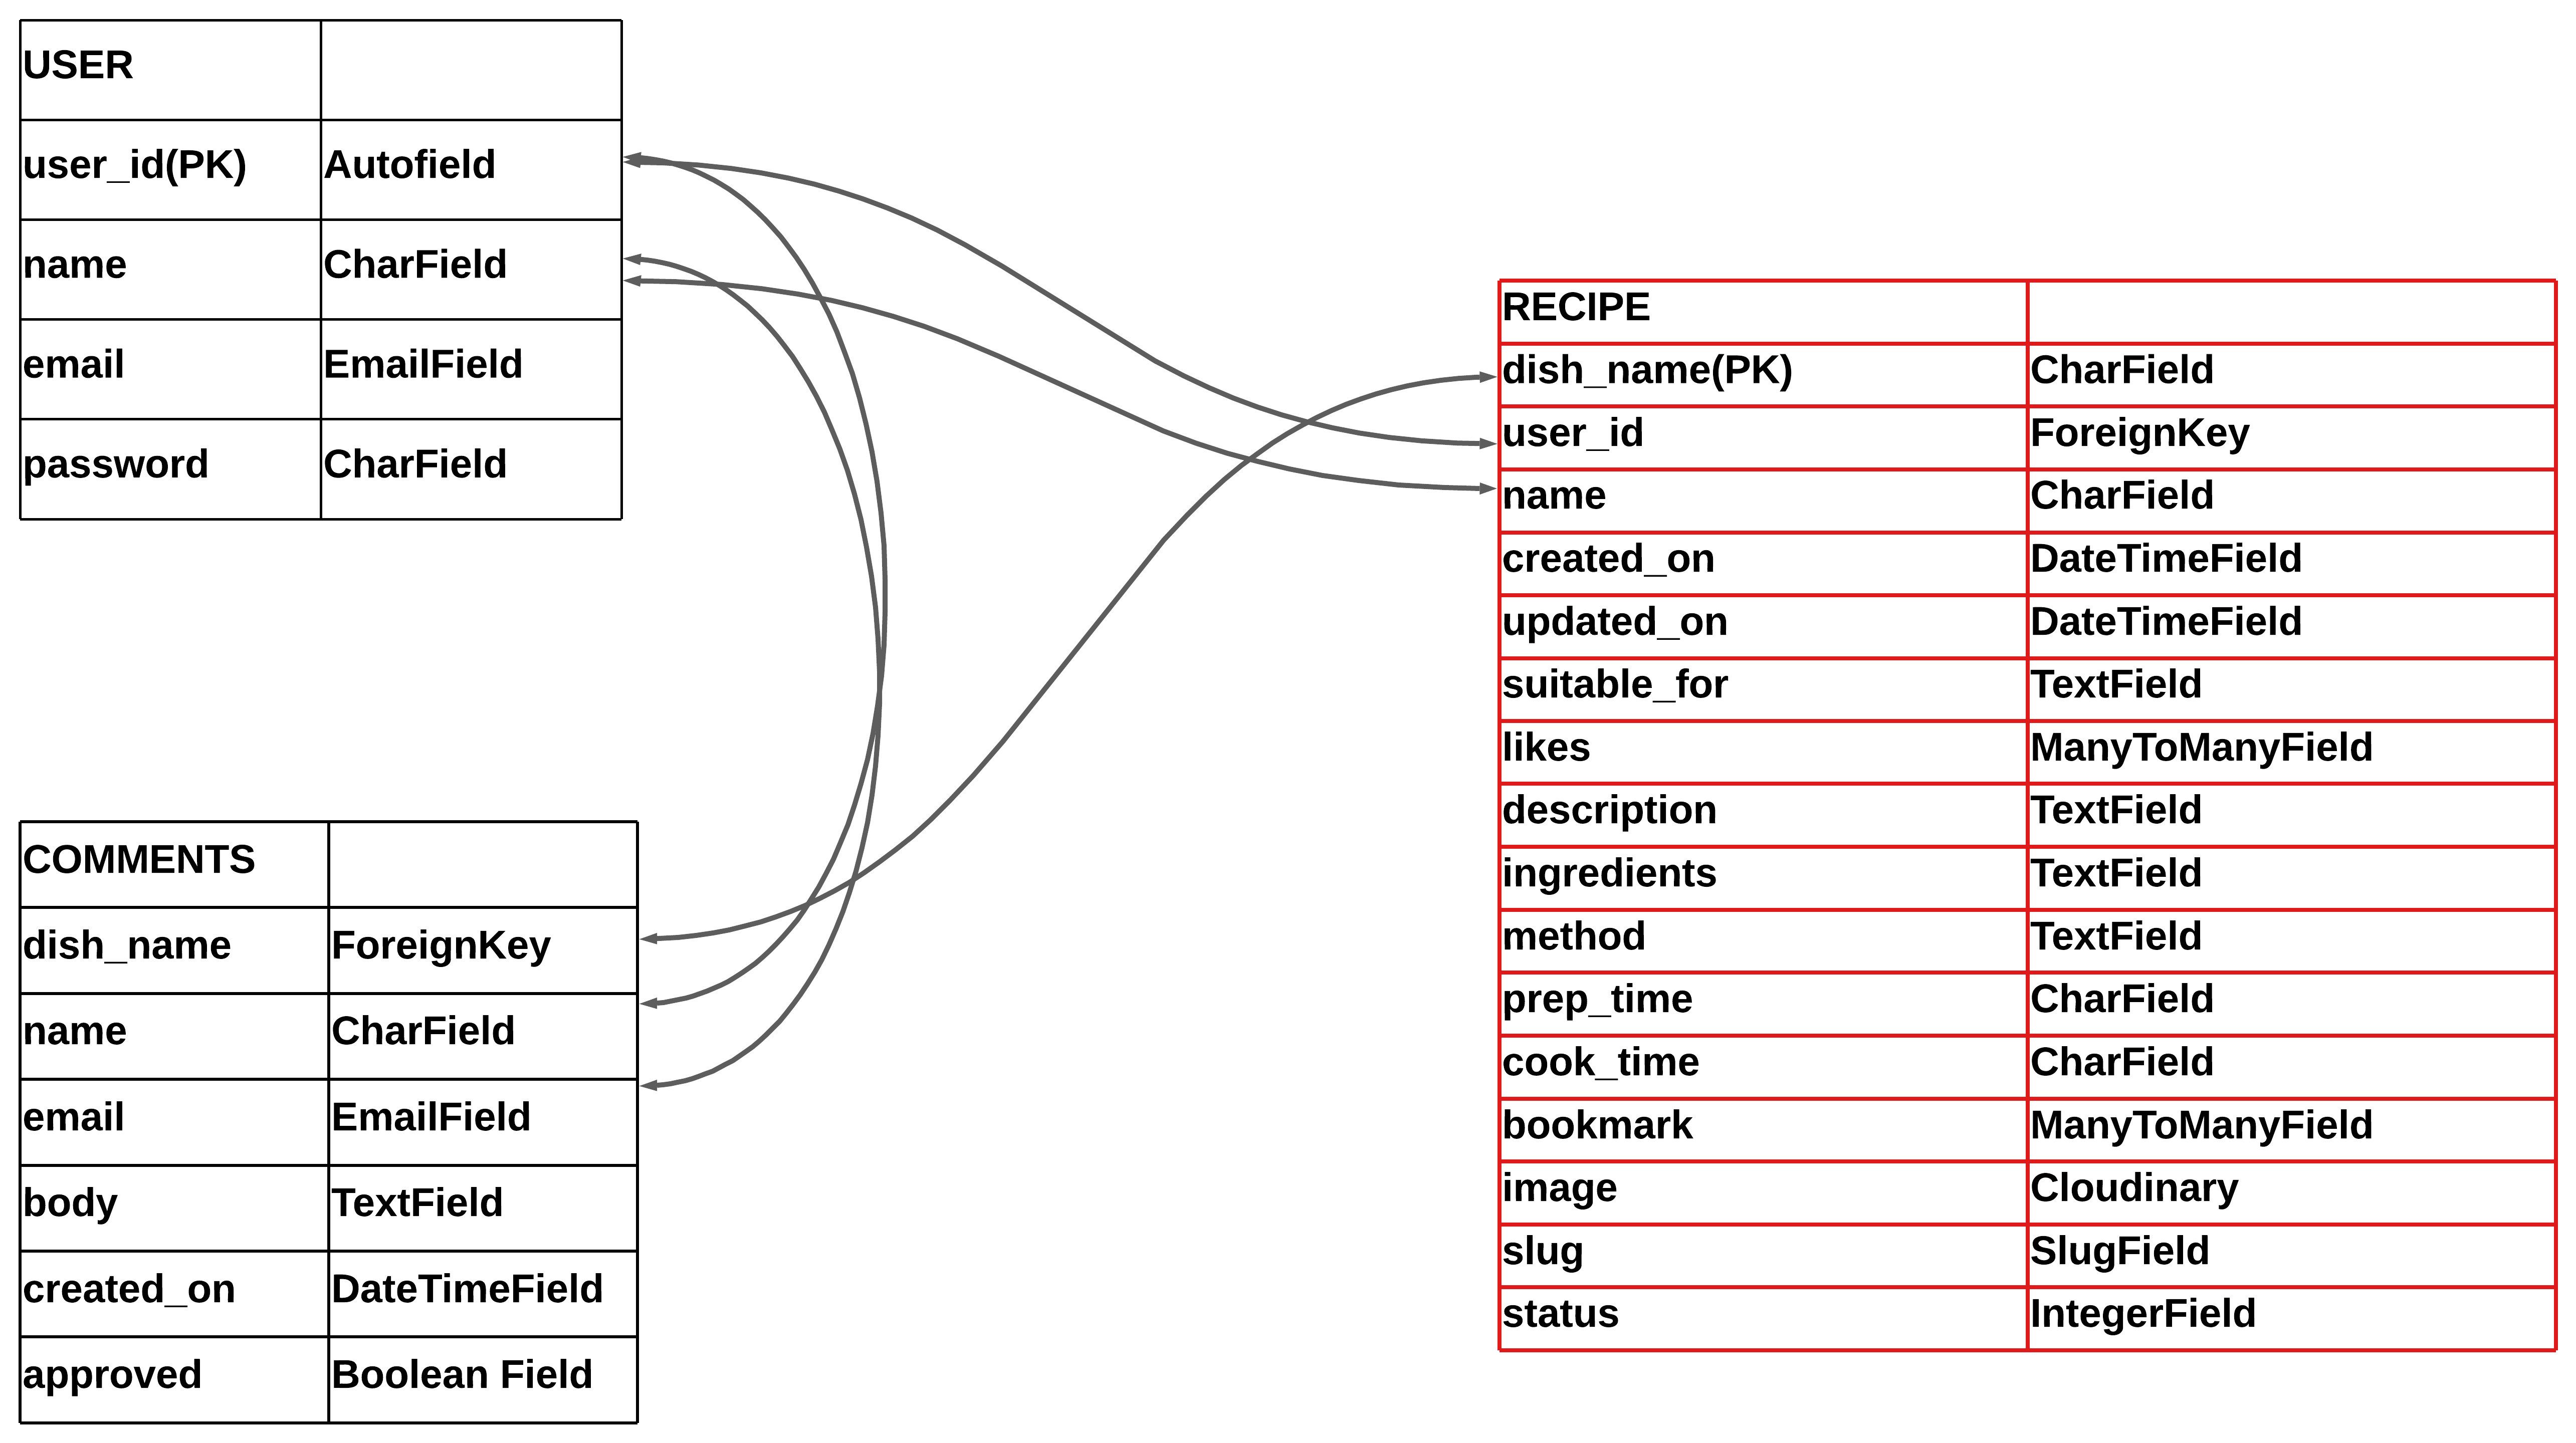 USER
user_id(PK) Autofield
name CharField
email EmailField
password CharField
RECIPE
dish_name(PK) CharField
user_id ForeignKey
name CharField
created_on DateTimeField
updated_on DateTimeField
suitable_for TextField
likes ManyToManyField
description TextField
ingredients TextField
method TextField
prep_time CharField
cook_time CharField
bookmark ManyToManyField
image Cloudinary
slug SlugField
status IntegerField
COMMENTS
dish_name ForeignKey
name CharField
email EmailField
body TextField
created_on DateTimeField
approved Boolean Field